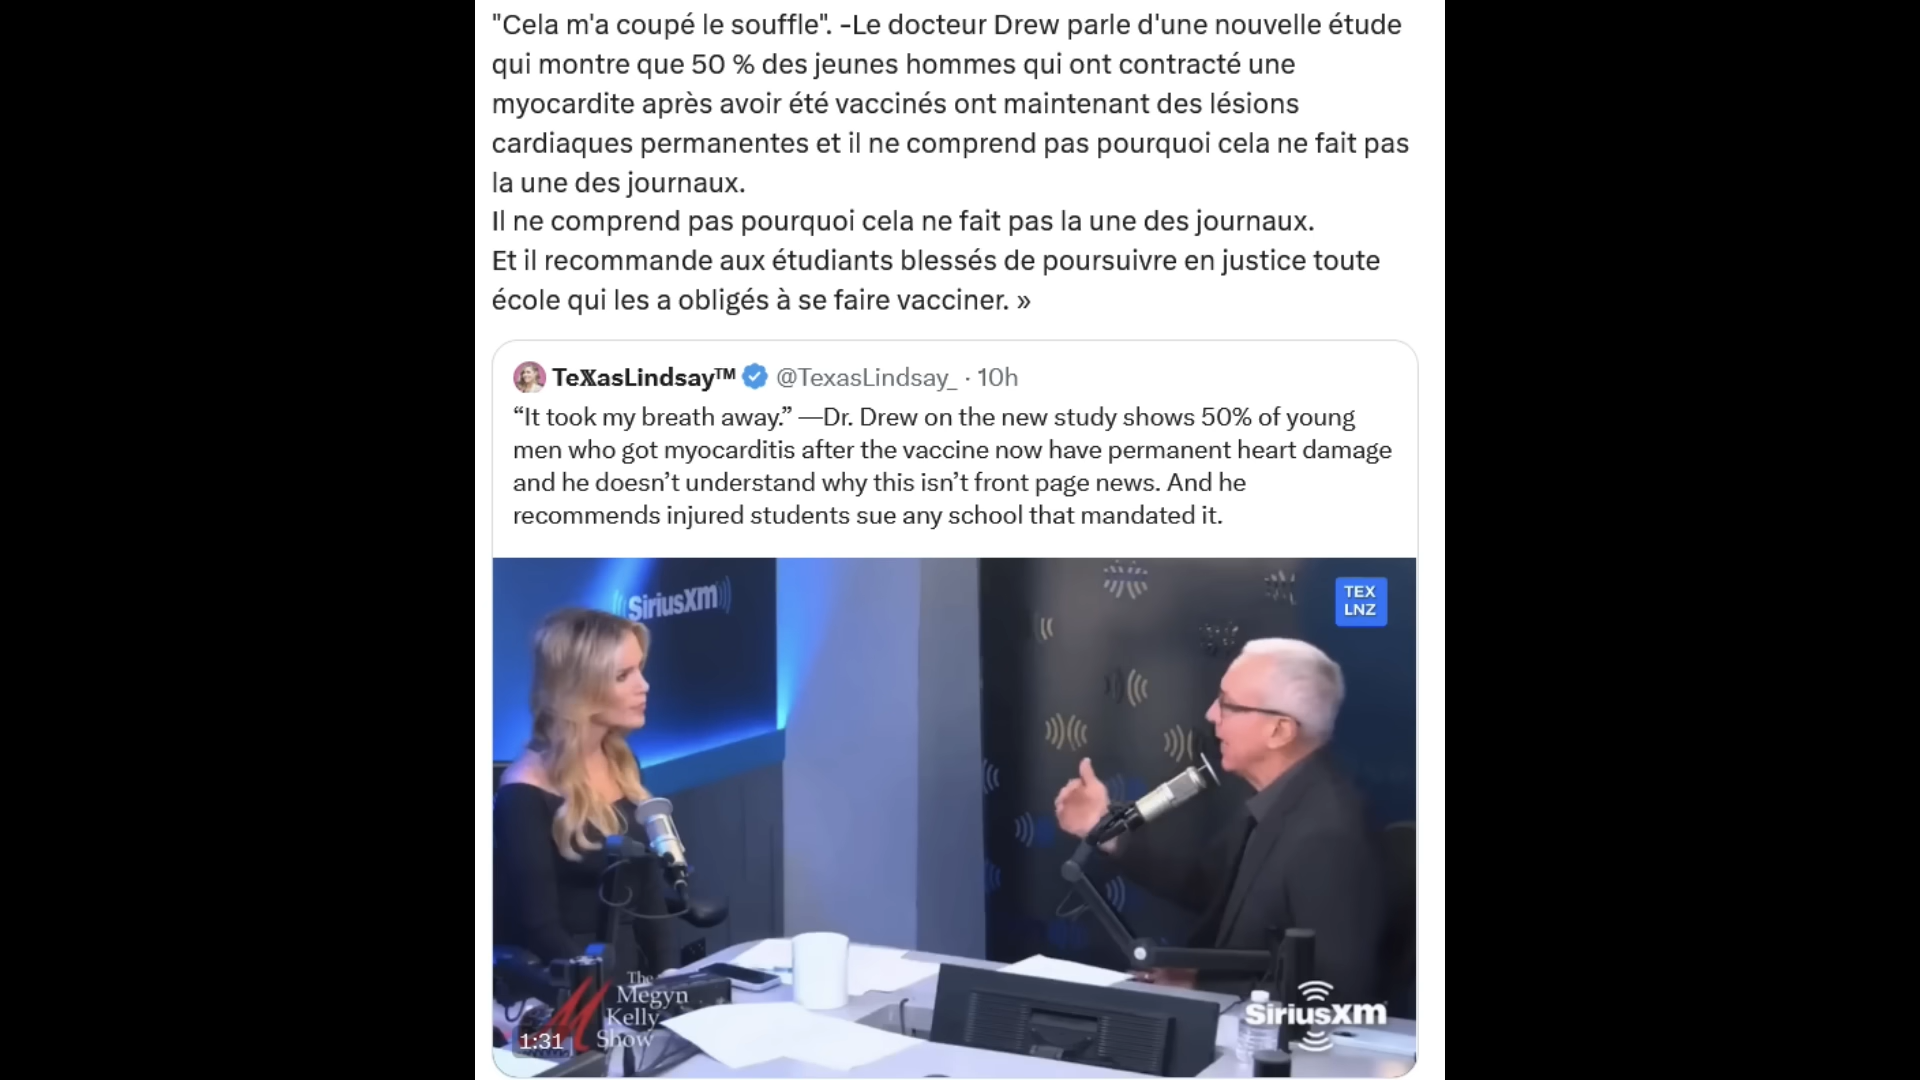 "Cela m'a coupé le souffle". -Le docteur Drew parle d'une nouvelle étude
qui montre que 50 % des jeunes hommes qui ont contracté une
myocardite après avoir été vaccinés ont maintenant des lésions
cardiaques permanentes et il ne comprend pas pourquoi cela ne fait pas
la une des journaux.
Il ne comprend pas pourquoi cela ne fait pas la une des journaux.
Et il recommande aux étudiants blessés de poursuivre en justice toute
école qui les a obligés à se faire vacciner. »
TeXasLindsay™ @TexasLindsay_ · 10h
“It took my breath away.” —Dr. Drew on the new study shows 50% of young
men who got myocarditis after the vaccine now have permanent heart damage
and he doesn’t understand why this isn’t front page news. And he
recommends injured students sue any school that mandated it.
SiriusXm
TEX
LNZ
The
Megyn
Kelly
Show
1:31
SiriusXm